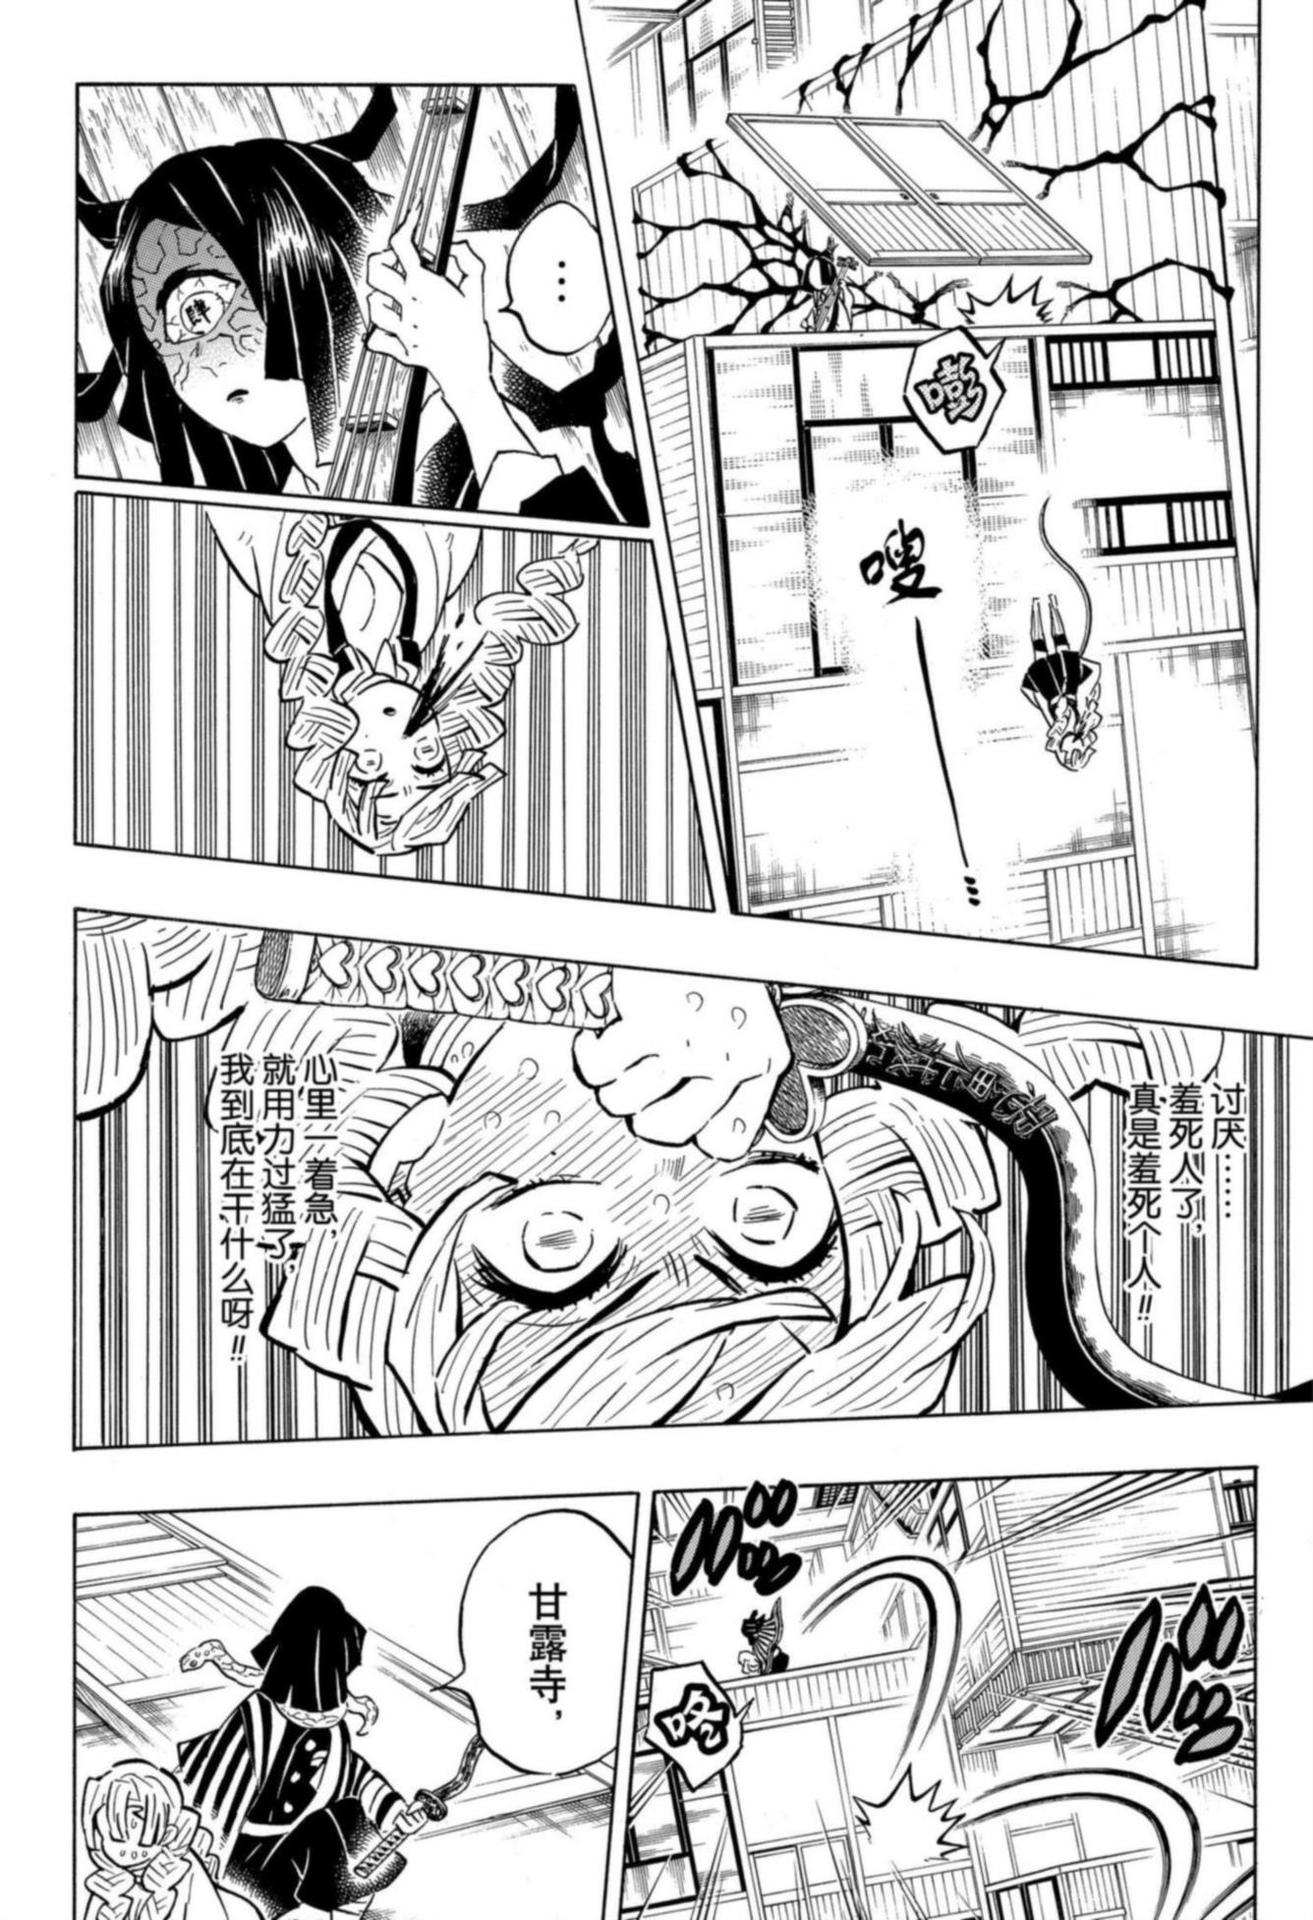 嘭
嗖
…
…
讨厌……
羞死人了，
真是羞死个人!!
心里一着急，
就用力过猛了，
我到底在干什么呀!!
咚
甘露寺，